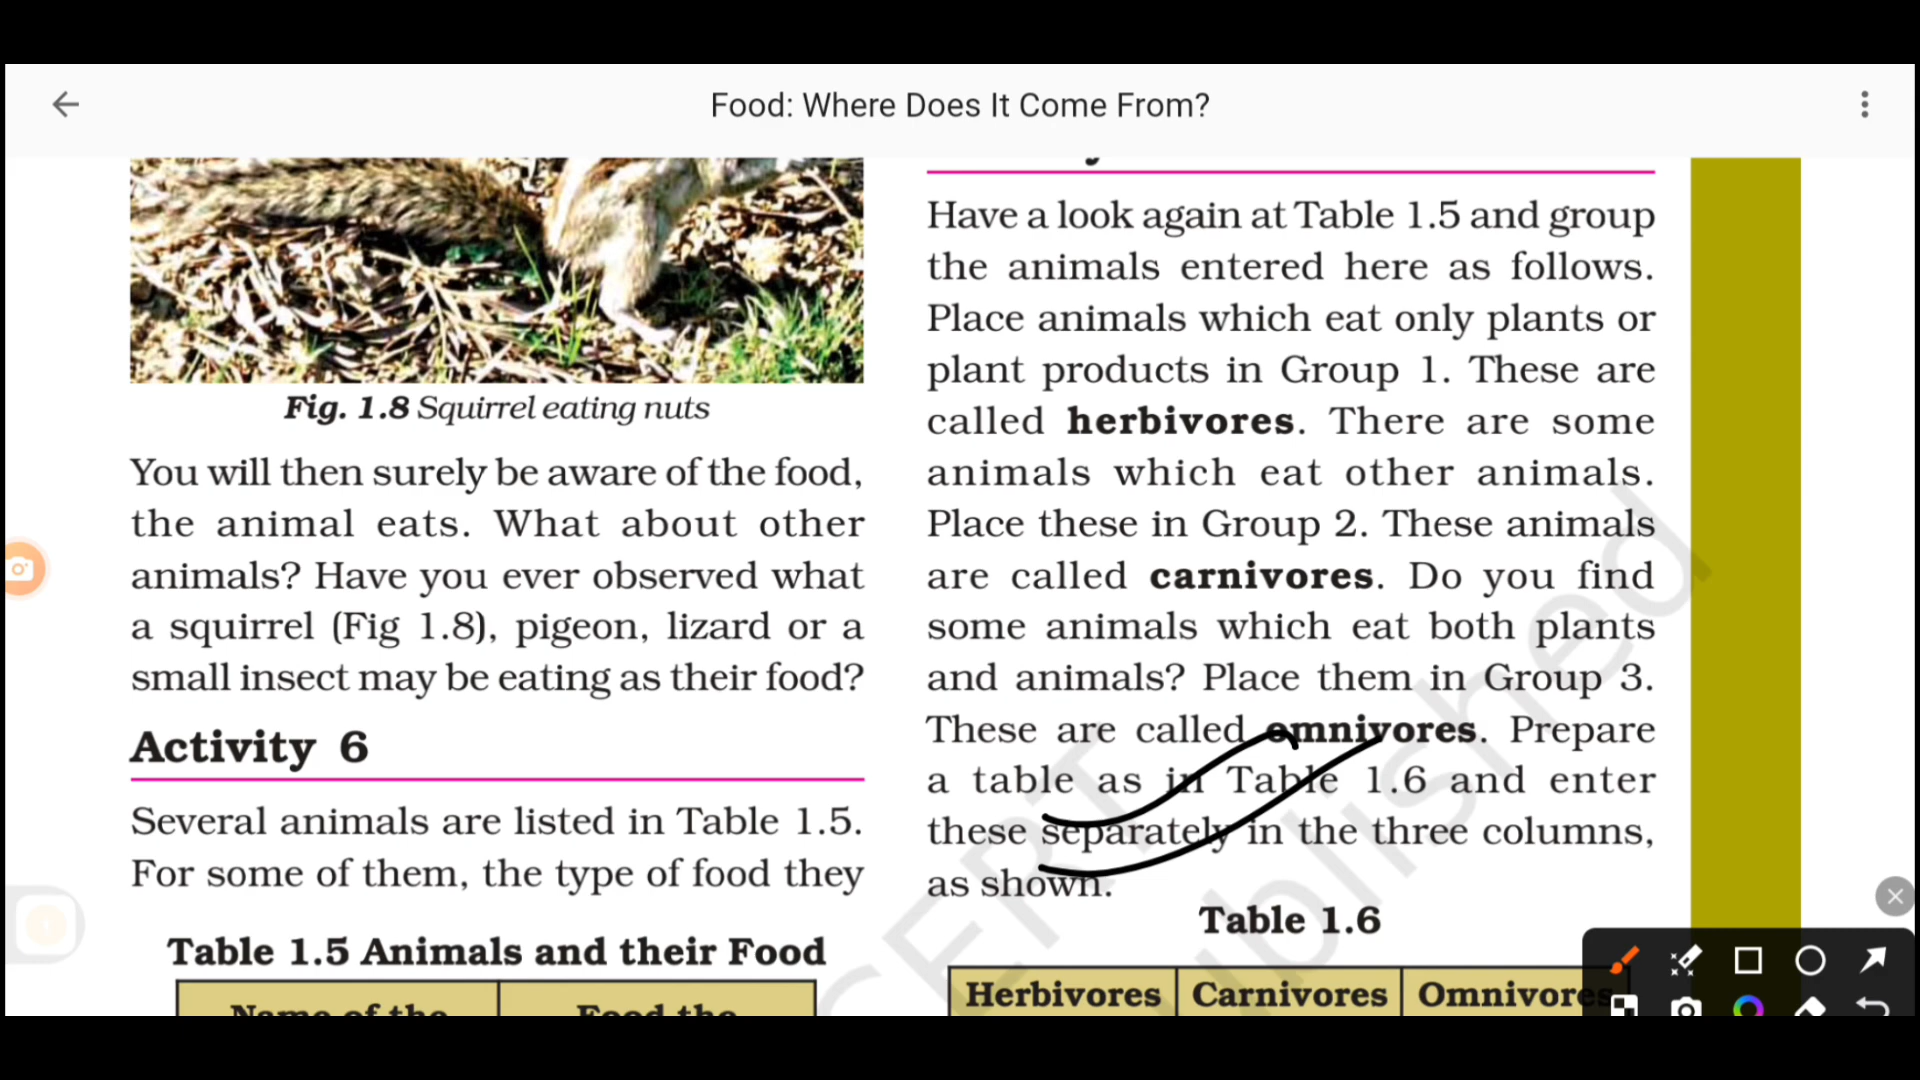 Food: Where Does It Come From?
Fig. 1.8 Squirrel eating nuts
You will then surely be aware of the food,
the animal eats. What about other
animals? Have you ever observed what
a squirrel (Fig 1.8), pigeon, lizard or a
small insect may be eating as their food?
Activity 6
Several animals are listed in Table 1.5.
For some of them, the type of food they
Table 1.5 Animals and their Food
Name of the
Food the
Have a look again at Table 1.5 and group
the animals entered here as follows.
Place animals which eat only plants or
plant products in Group 1. These are
called herbivores. There are some
animals which eat other animals.
Place these in Group 2. These animals
are called carnivores. Do you find
some animals which eat both plants
and animals? Place them in Group 3.
These are called omnivores. Prepare
a table as in Table 1.6 and enter
these separately in the three columns,
as shown.
Table 1.6
Herbivores Carnivores Omnivores